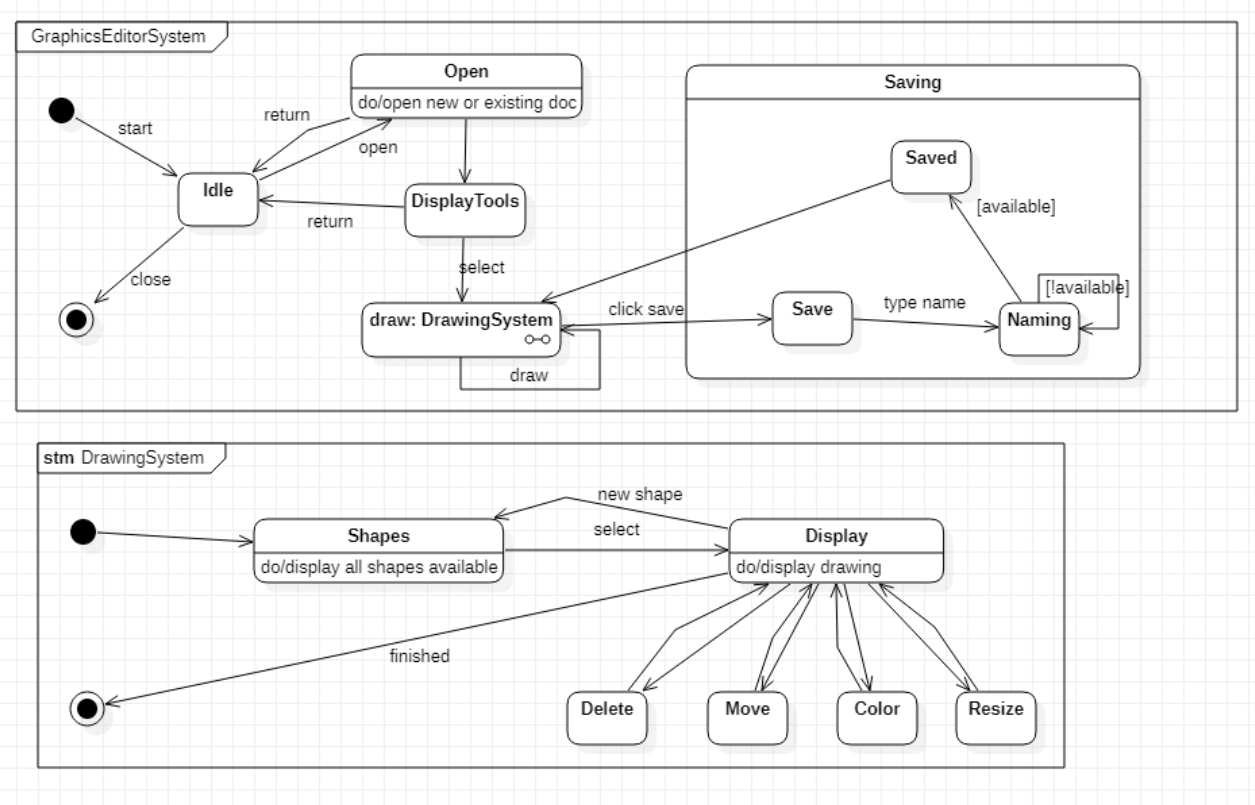 GraphicsEditorSystem
Open
do/open new or existing doc
Saving
return
start
open
Saved
Idle
DisplayTools
[available]
return
select
close
[!available]
draw: DrawingSystem
click save
Save
type name
Naming
draw
stm DrawingSystem
new shape
Shapes
select
Display
do/display all shapes available
do/display drawing
finished
Delete
Move
Color
Resize